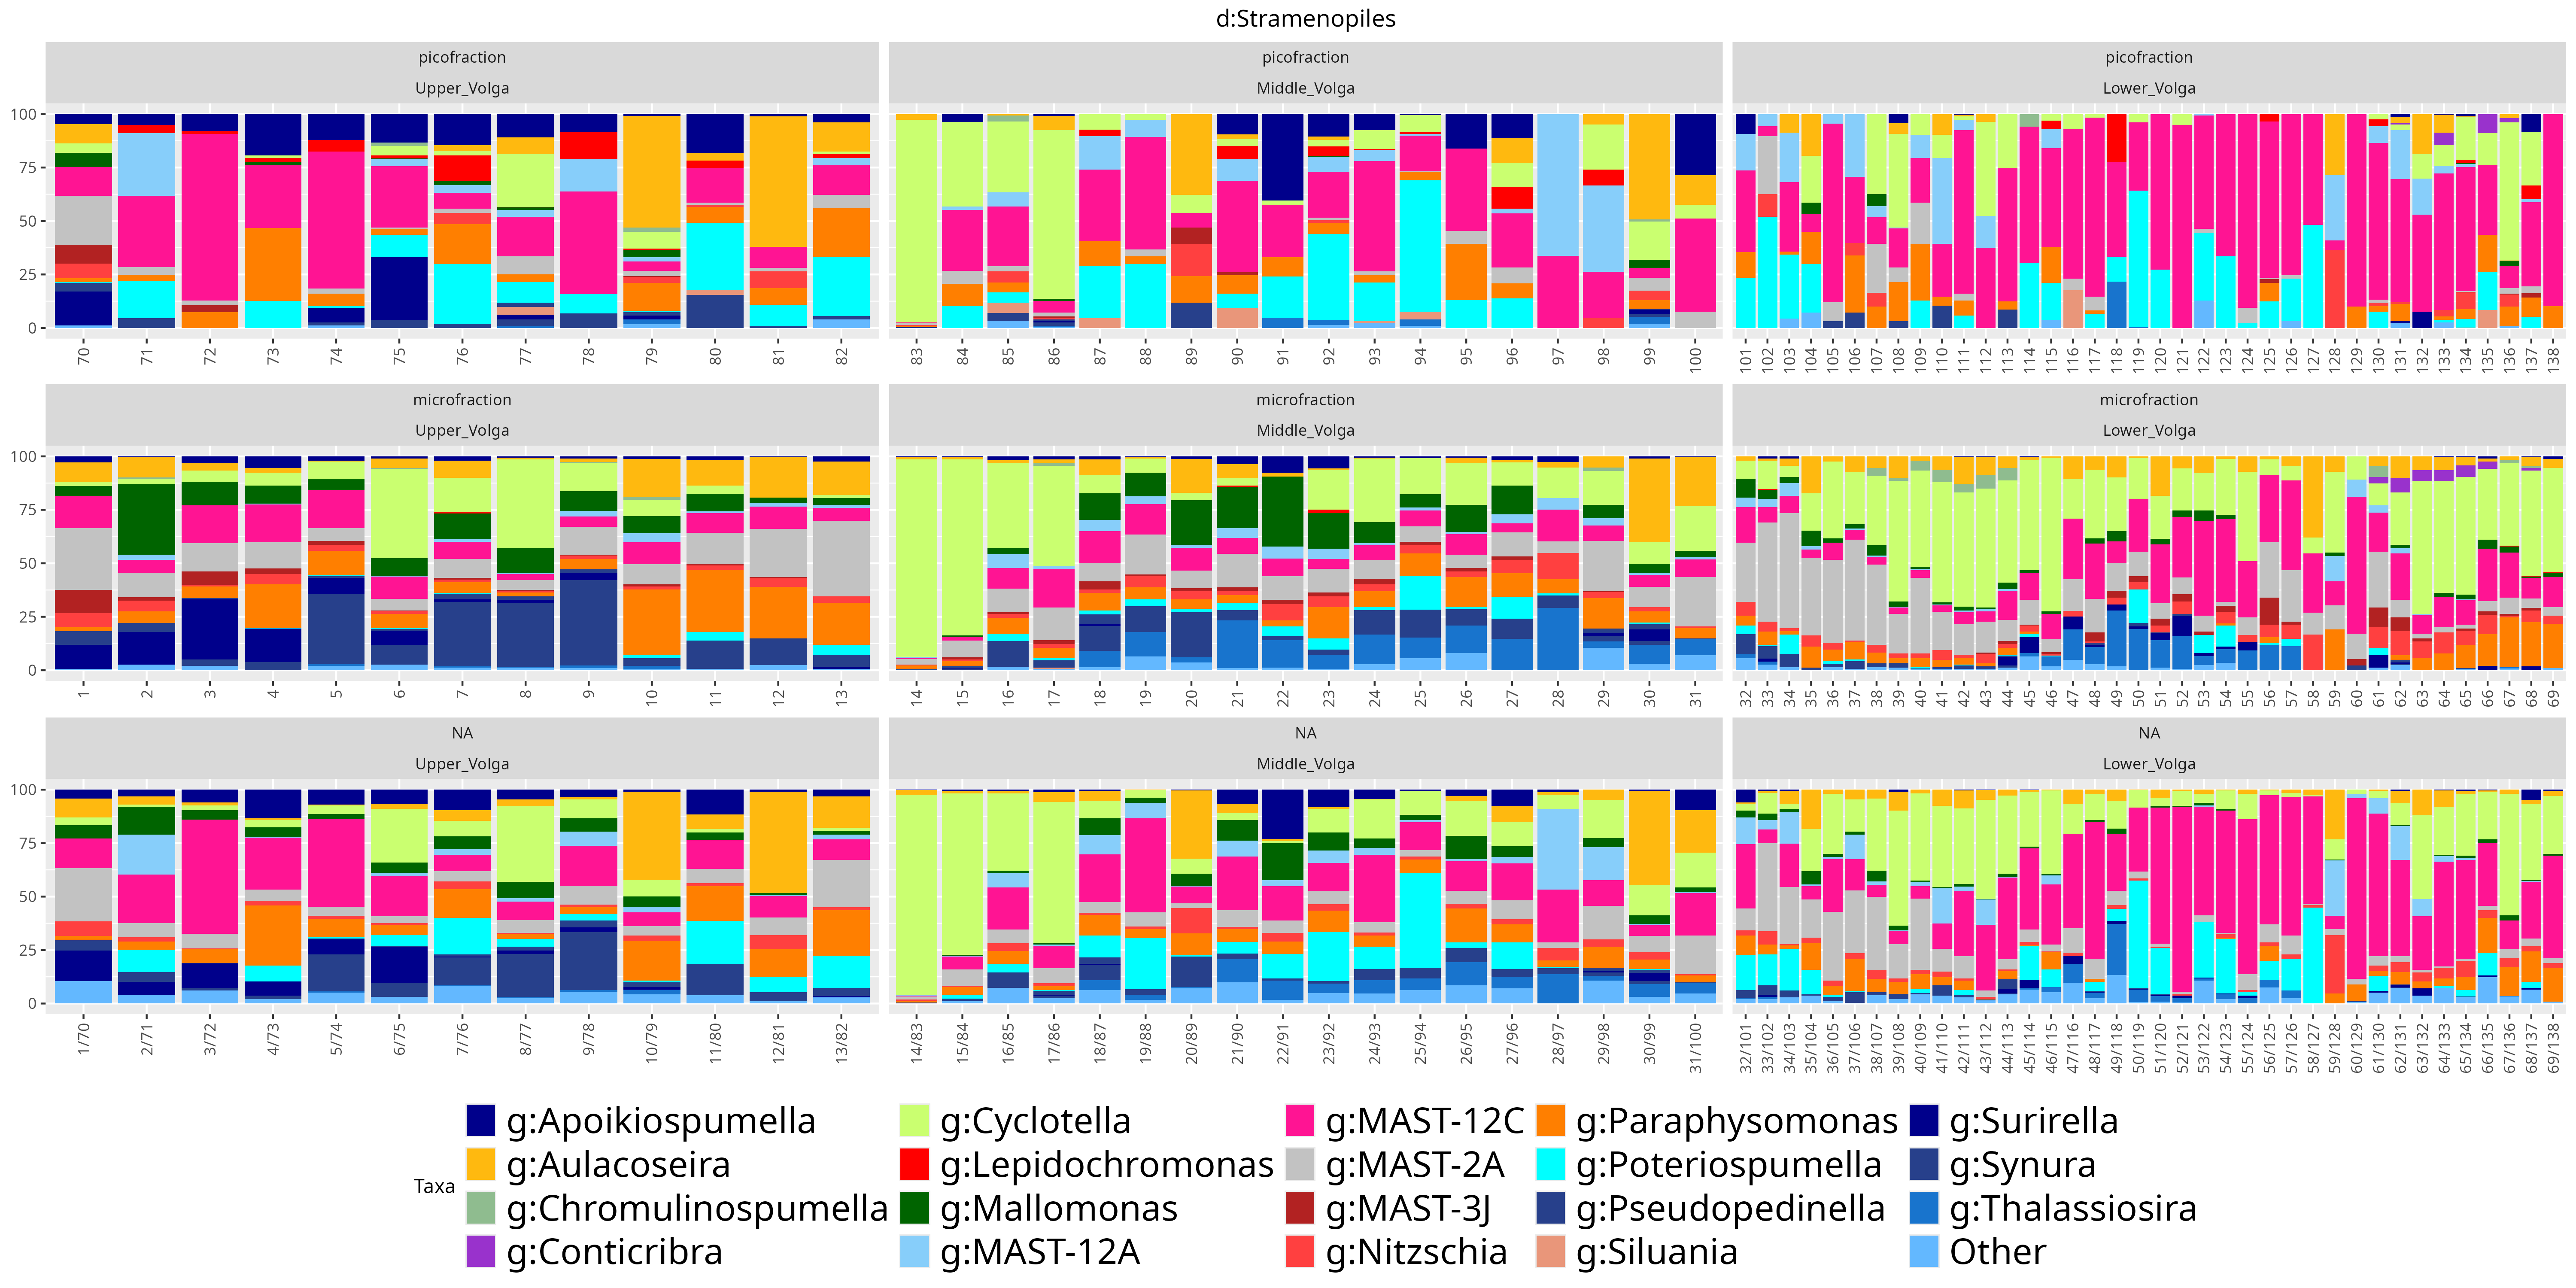 d:Stramenopiles
picofraction picofraction picofraction
Upper_Volga Middle_Volga Lower_Volga
100
75
50
25
0
70 71 72 73 74 75 76 77 78 79 80 81 82 83 84 85 86 87 88 89 90 91 92 93 94 95 96 97 98 99 100 101 102 103 104 105 106 107 108 109 110 111 112 113 114 115 116 117 118 119 120 121 122 123 124 125 126 127 128 129 130 131 132 133 134 135 136 137 138
microfraction microfraction microfraction
Upper_Volga Middle_Volga Lower_Volga
100
75
50
25
0
1 2 3 4 5 6 7 8 9 10 11 12 13 14 15 16 17 18 19 20 21 22 23 24 25 26 27 28 29 30 31 32 33 34 35 36 37 38 39 40 41 42 43 44 45 46 47 48 49 50 51 52 53 54 55 56 57 58 59 60 61 62 63 64 65 66 67 68 69
NA NA NA
Upper_Volga Middle_Volga Lower_Volga
100
75
50
25
0
1/70 2/71 3/72 4/73 5/74 6/75 7/76 8/77 9/78 10/79 11/80 12/81 13/82 14/83 15/84 16/85 17/86 18/87 19/88 20/89 21/90 22/91 23/92 24/93 25/94 26/95 27/96 28/97 29/98 30/99 31/100 32/101 33/102 34/103 35/104 36/105 37/106 38/107 39/108 40/109 41/110 42/111 43/112 44/113 45/114 46/115 47/116 48/117 49/118 50/119 51/120 52/121 53/122 54/123 55/124 56/125 57/126 58/127 59/128 60/129 61/130 62/131 63/132 64/133 65/134 66/135 67/136 68/137 69/138
g:Apoikiospumella g:Cyclotella g:MAST-12C g:Paraphysomonas g:Surirella
g:Aulacoseira g:Lepidochromonas g:MAST-2A g:Poteriospumella g:Synura
Taxa
g:Chromulinospumella g:Mallomonas g:MAST-3J g:Pseudopedinella g:Thalassiosira
g:Conticribra g:MAST-12A g:Nitzschia g:Siluania Other